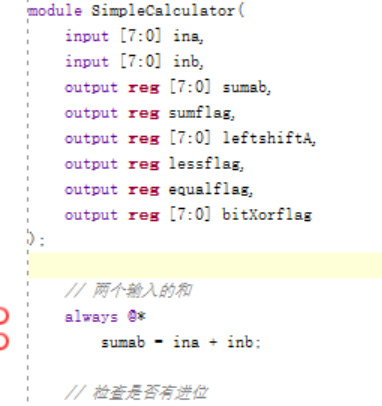 module SimpleCalculator(
input [7:0] ina,
input [7:0] inb,
output reg [7:0] sumab,
output reg sumflag,
output reg [7:0] leftshiftA,
output reg lessflag,
output reg equalflag,
output reg [7:0] bitXorflag
);
// 两个输入的和
always @*
sumab = ina + inb;
// 检查是否有进位